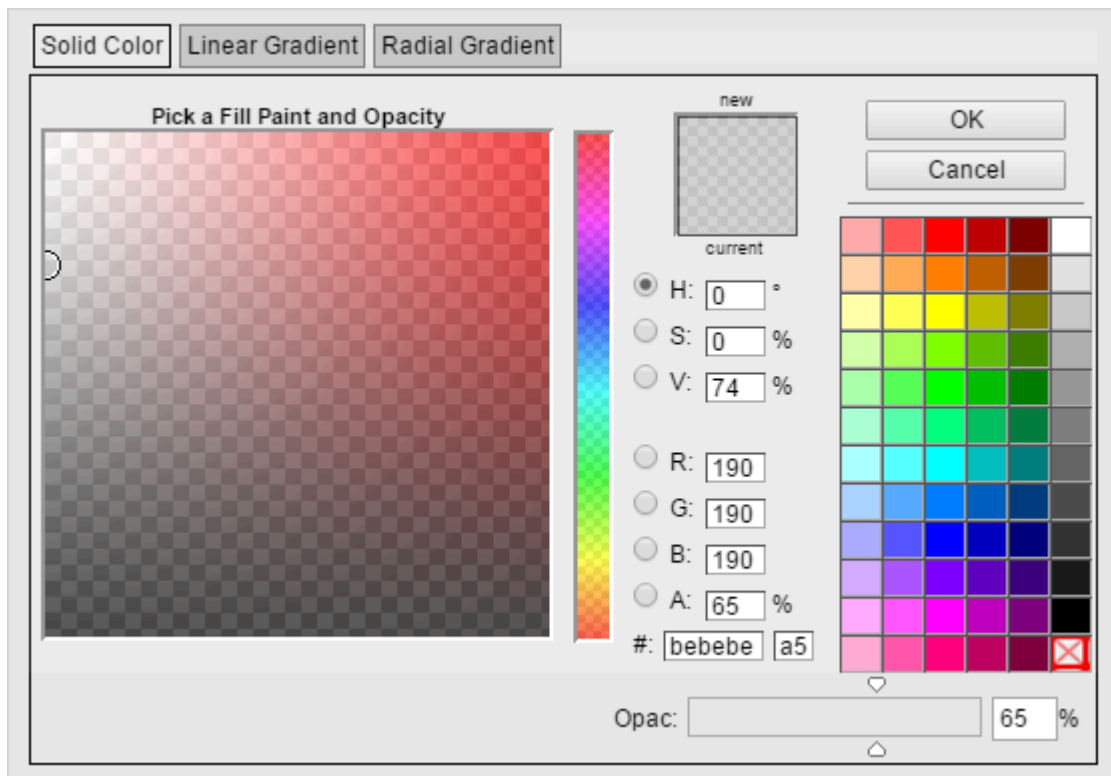 Solid Color Linear Gradient Radial Gradient
Pick a Fill Paint and Opacity
new
current
OK
Cancel
H: 0 °
S: 0 %
V: 74 %
R: 190
G: 190
B: 190
A: 65 %
#: bebebe a5
Opac: 65 %